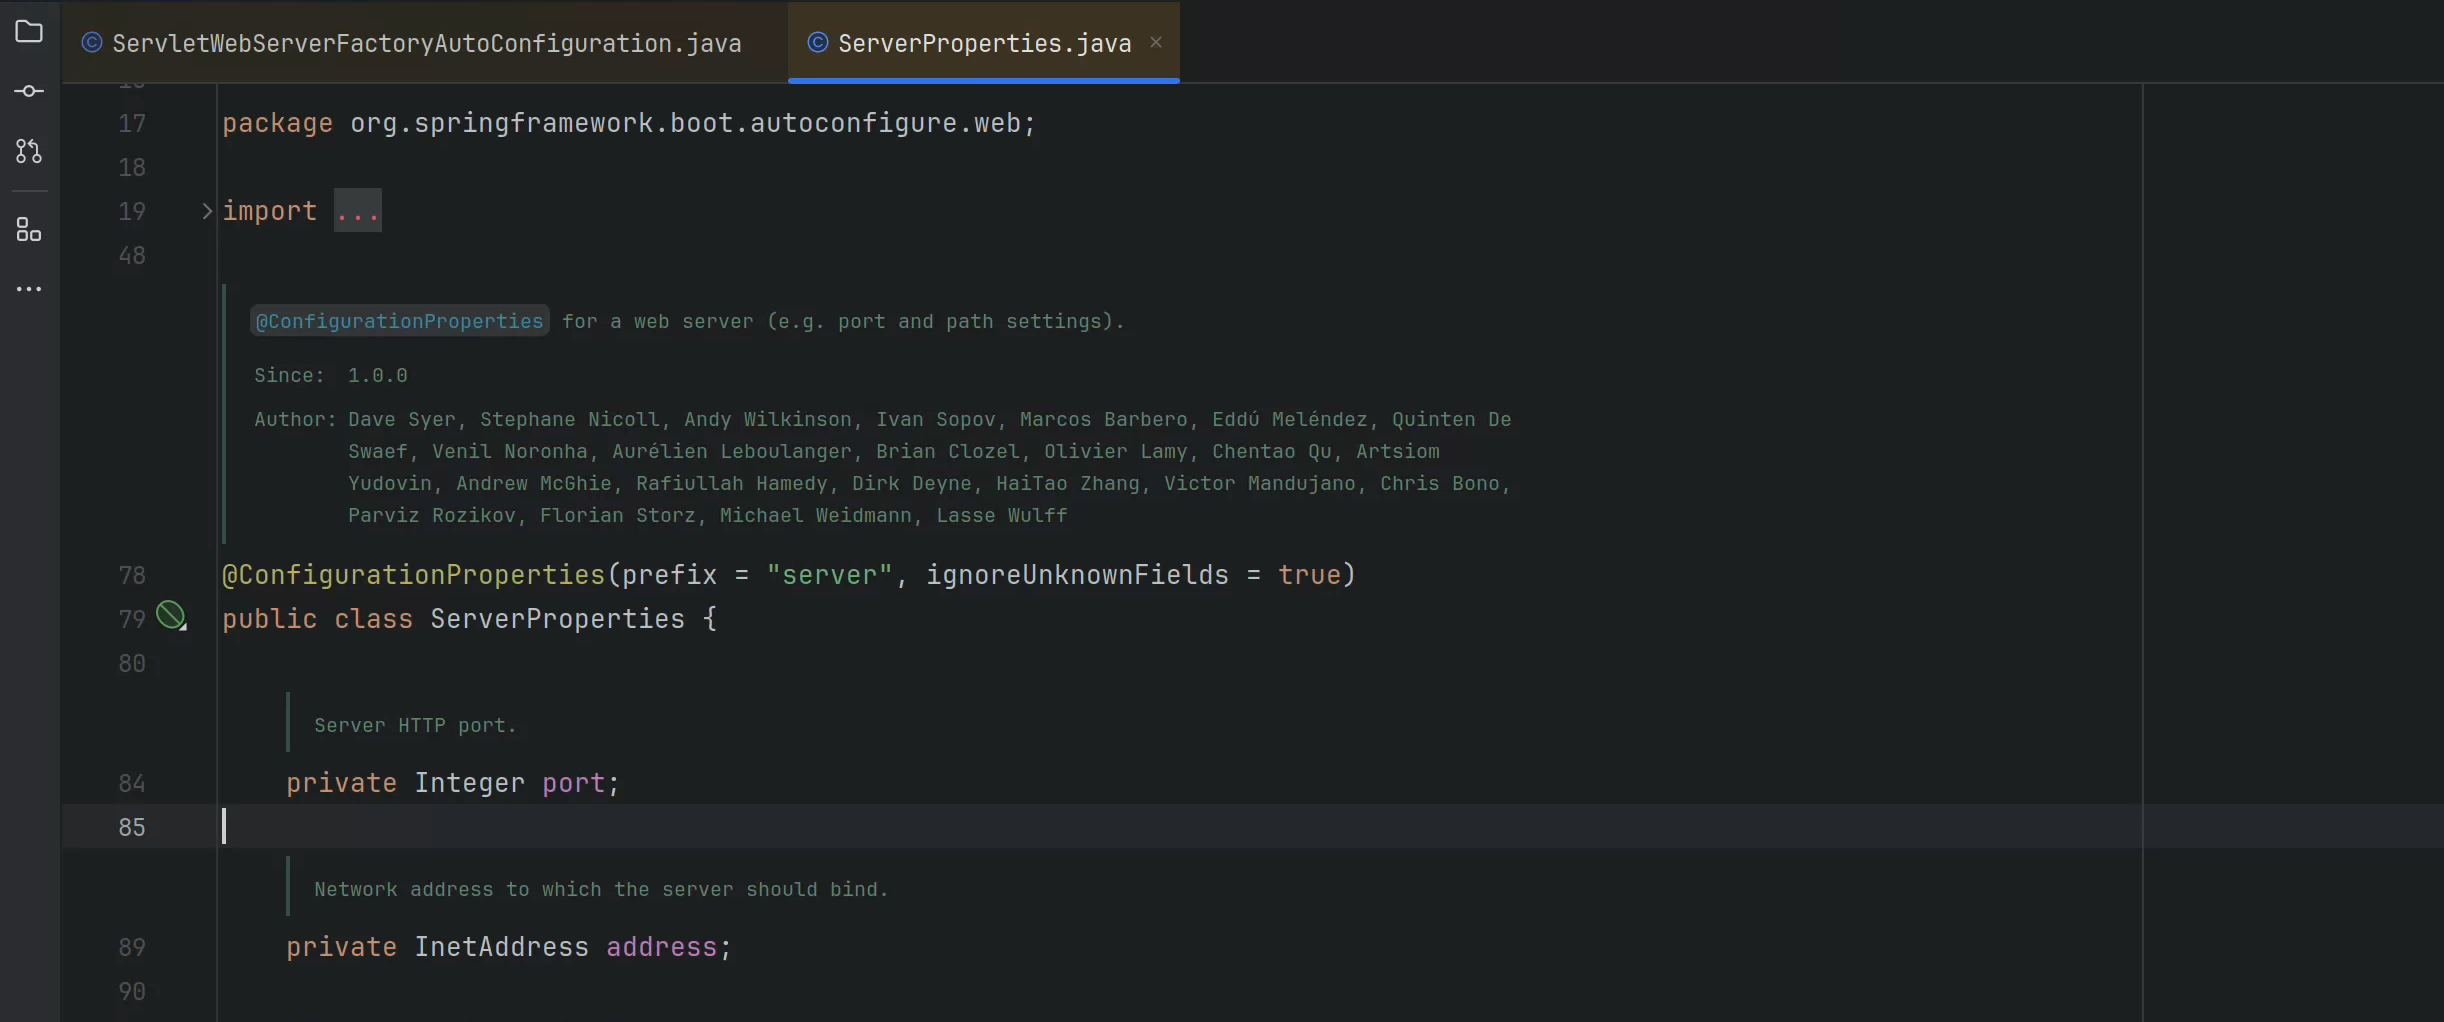 ServletWebServerFactoryAutoConfiguration.java
ServerProperties.java
17 package org.springframework.boot.autoconfigure.web;
18
19 import ...
48
@ConfigurationProperties for a web server (e.g. port and path settings).
Since: 1.0.0
Author: Dave Syer, Stephane Nicoll, Andy Wilkinson, Ivan Sopov, Marcos Barbero, Eddú Meléndez, Quinten De
Swaef, Venil Noronha, Aurélien Leboulanger, Brian Clozel, Olivier Lamy, Chentao Qu, Artsiom
Yudovin, Andrew McGhie, Rafiullah Hamedy, Dirk Deyne, HaiTao Zhang, Victor Mandujano, Chris Bono,
Parviz Rozikov, Florian Storz, Michael Weidmann, Lasse Wulff
78 @ConfigurationProperties(prefix = "server", ignoreUnknownFields = true)
79 public class ServerProperties {
80
Server HTTP port.
84 private Integer port;
85
Network address to which the server should bind.
89 private InetAddress address;
90